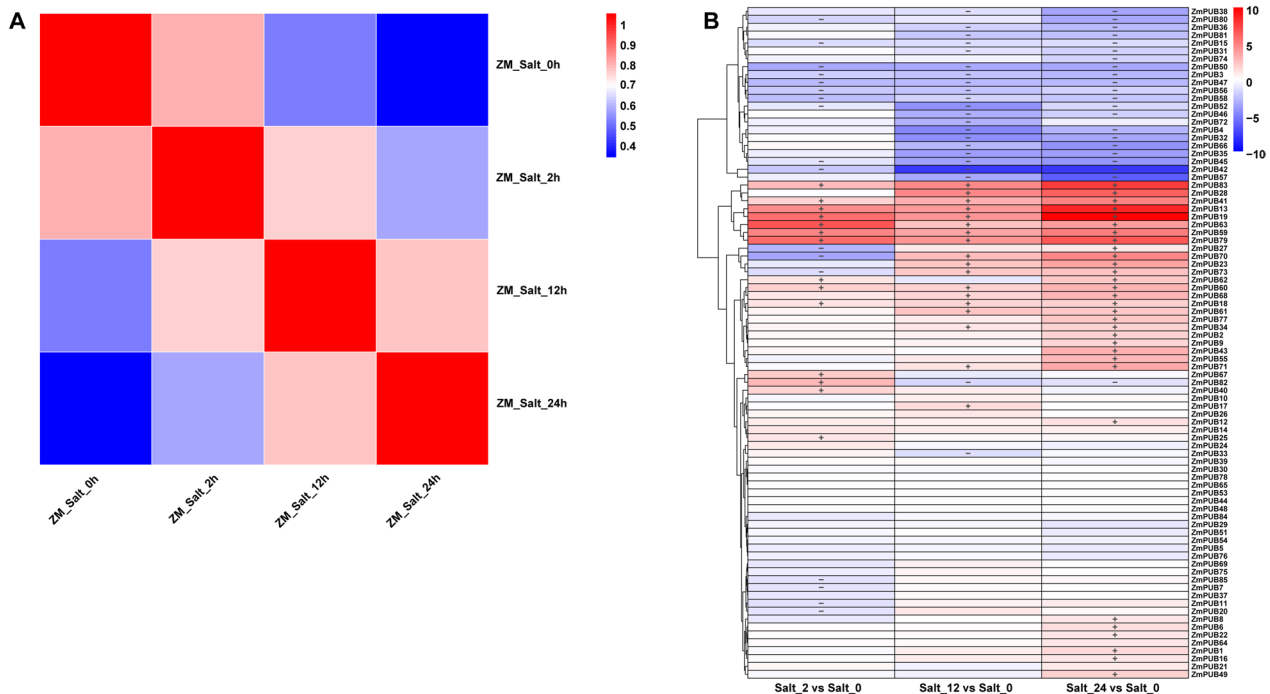 A
ZM_Salt_0h
ZM_Salt_2h
ZM_Salt_12h
ZM_Salt_24h
ZM_Salt_0h
ZM_Salt_2h
ZM_Salt_12h
ZM_Salt_24h
1
0.9
0.8
0.7
0.6
0.5
0.4
B
ZmPUB38
ZmPUB80
ZmPUB36
ZmPUB81
ZmPUB15
ZmPUB31
ZmPUB74
ZmPUB50
ZmPUB3
ZmPUB47
ZmPUB56
ZmPUB58
ZmPUB52
ZmPUB46
ZmPUB72
ZmPUB4
ZmPUB32
ZmPUB66
ZmPUB35
ZmPUB45
ZmPUB42
ZmPUB57
ZmPUB83
ZmPUB28
ZmPUB41
ZmPUB13
ZmPUB19
ZmPUB63
ZmPUB59
ZmPUB79
ZmPUB27
ZmPUB70
ZmPUB23
ZmPUB73
ZmPUB62
ZmPUB60
ZmPUB68
ZmPUB18
ZmPUB61
ZmPUB77
ZmPUB34
ZmPUB2
ZmPUB9
ZmPUB43
ZmPUB55
ZmPUB71
ZmPUB67
ZmPUB82
ZmPUB40
ZmPUB10
ZmPUB17
ZmPUB26
ZmPUB12
ZmPUB14
ZmPUB25
ZmPUB24
ZmPUB33
ZmPUB39
ZmPUB30
ZmPUB78
ZmPUB65
ZmPUB53
ZmPUB44
ZmPUB48
ZmPUB84
ZmPUB29
ZmPUB51
ZmPUB54
ZmPUB5
ZmPUB76
ZmPUB69
ZmPUB75
ZmPUB85
ZmPUB7
ZmPUB37
ZmPUB11
ZmPUB20
ZmPUB8
ZmPUB6
ZmPUB22
ZmPUB64
ZmPUB1
ZmPUB16
ZmPUB21
ZmPUB49
Salt_2 vs Salt_0
Salt_12 vs Salt_0
Salt_24 vs Salt_0
10
5
0
−5
−10